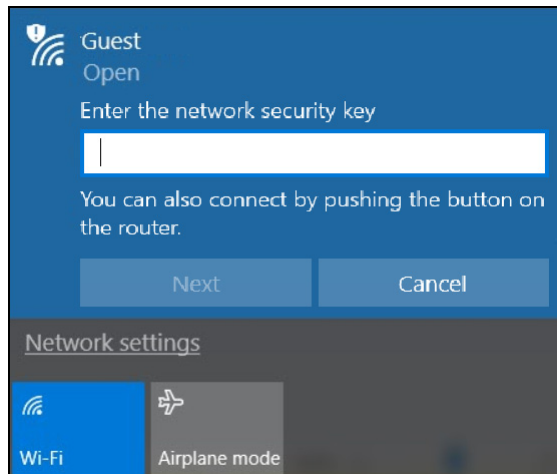 Guest
Open
Enter the network security key
You can also connect by pushing the button on
the router.
Next
Cancel
Network settings
Wi-Fi
Airplane mode